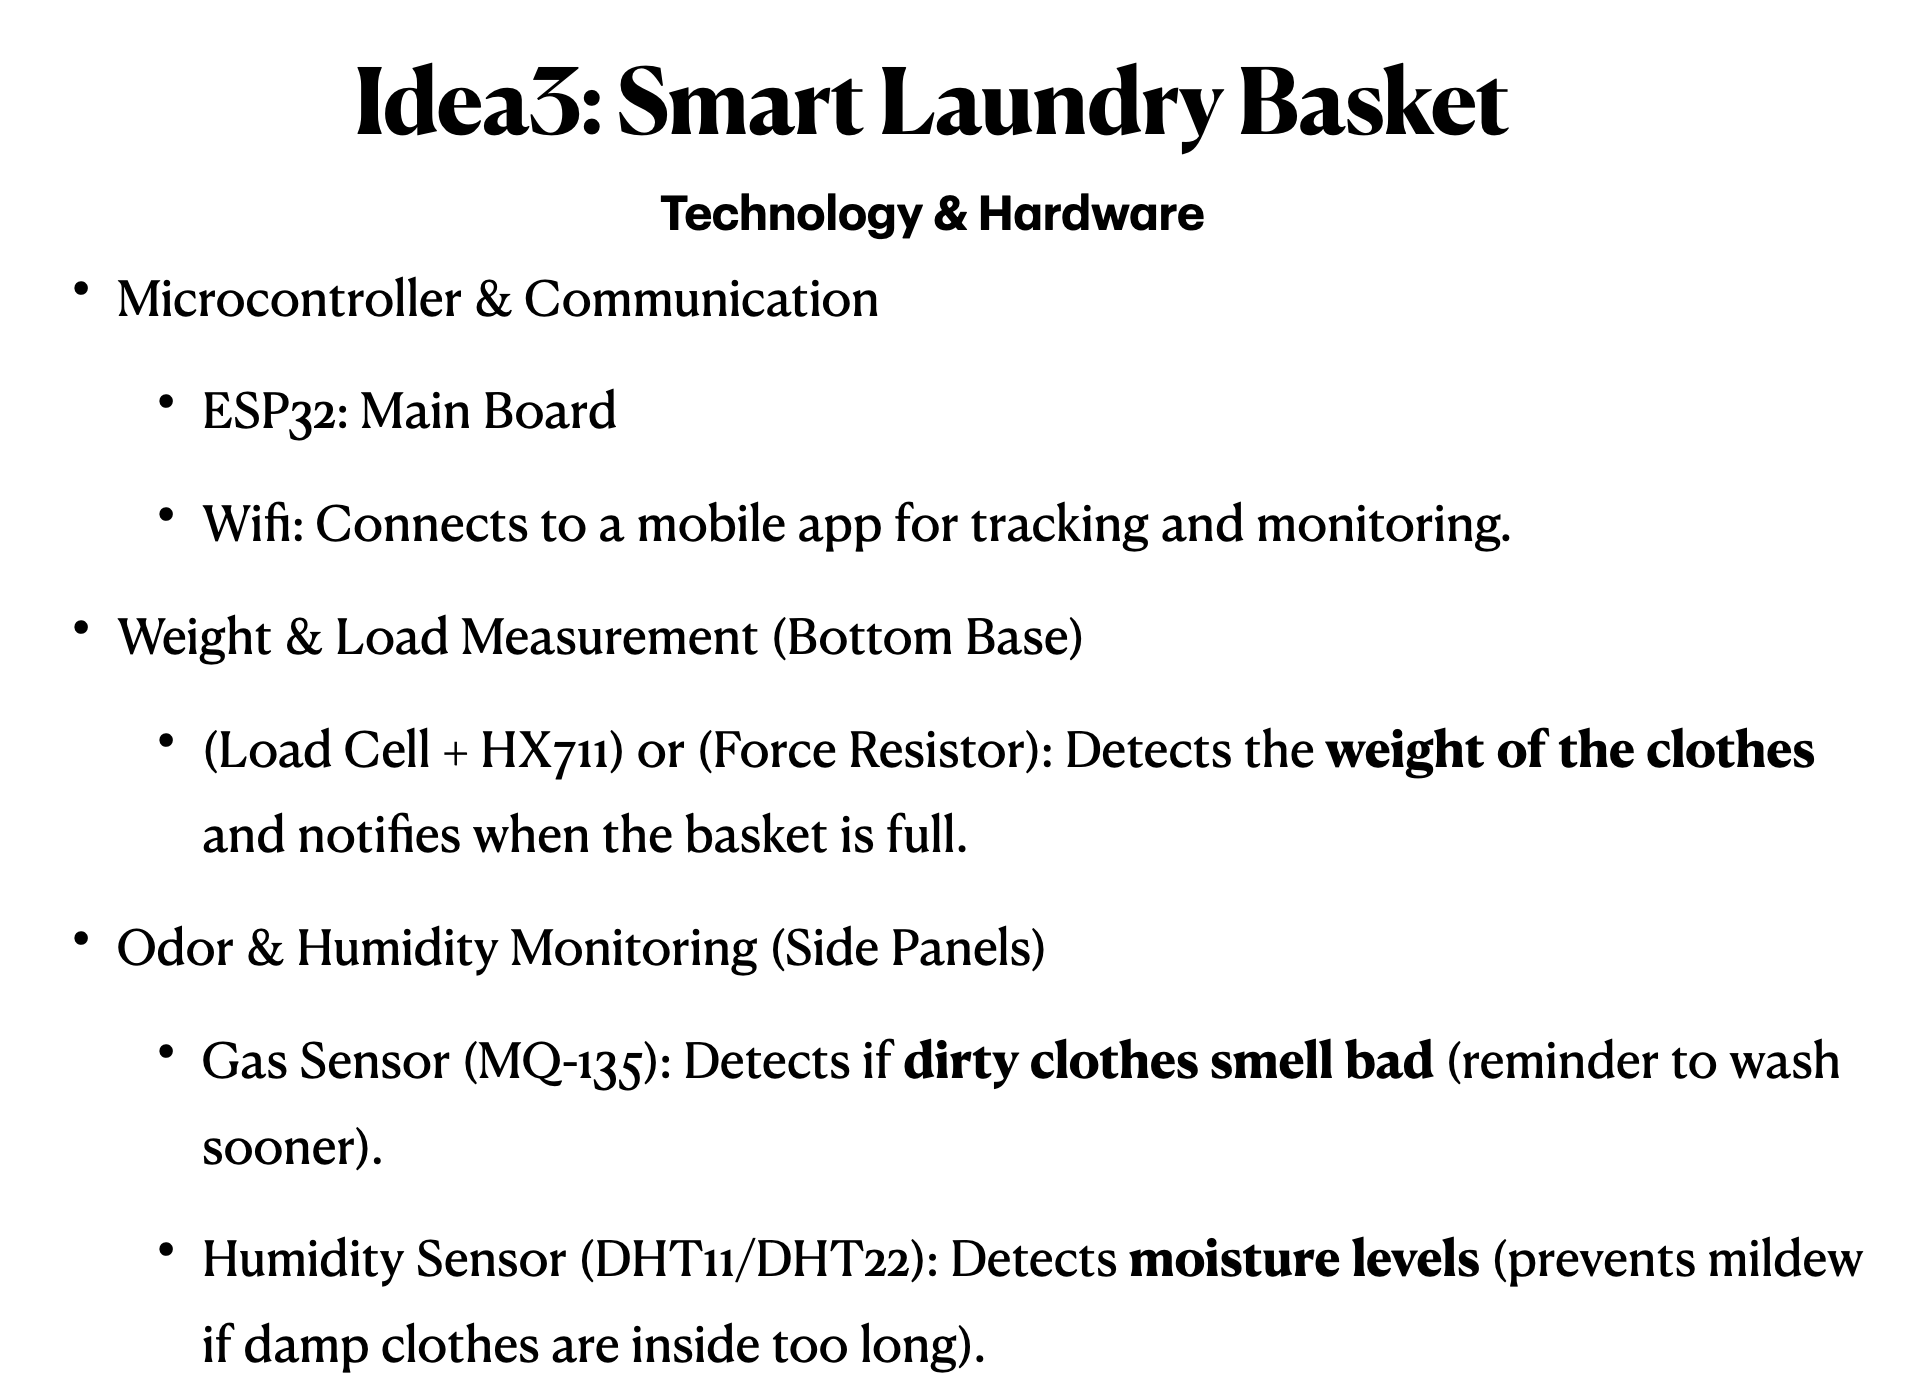 Idea3: Smart Laundry Basket
Technology & Hardware
• Microcontroller & Communication
• ESP32: Main Board
• Wifi: Connects to a mobile app for tracking and monitoring.
• Weight & Load Measurement (Bottom Base)
• (Load Cell + HX711) or (Force Resistor): Detects the weight of the clothes
and notifies when the basket is full.
• Odor & Humidity Monitoring (Side Panels)
• Gas Sensor (MQ-135): Detects if dirty clothes smell bad (reminder to wash
sooner).
• Humidity Sensor (DHT11/DHT22): Detects moisture levels (prevents mildew
if damp clothes are inside too long).